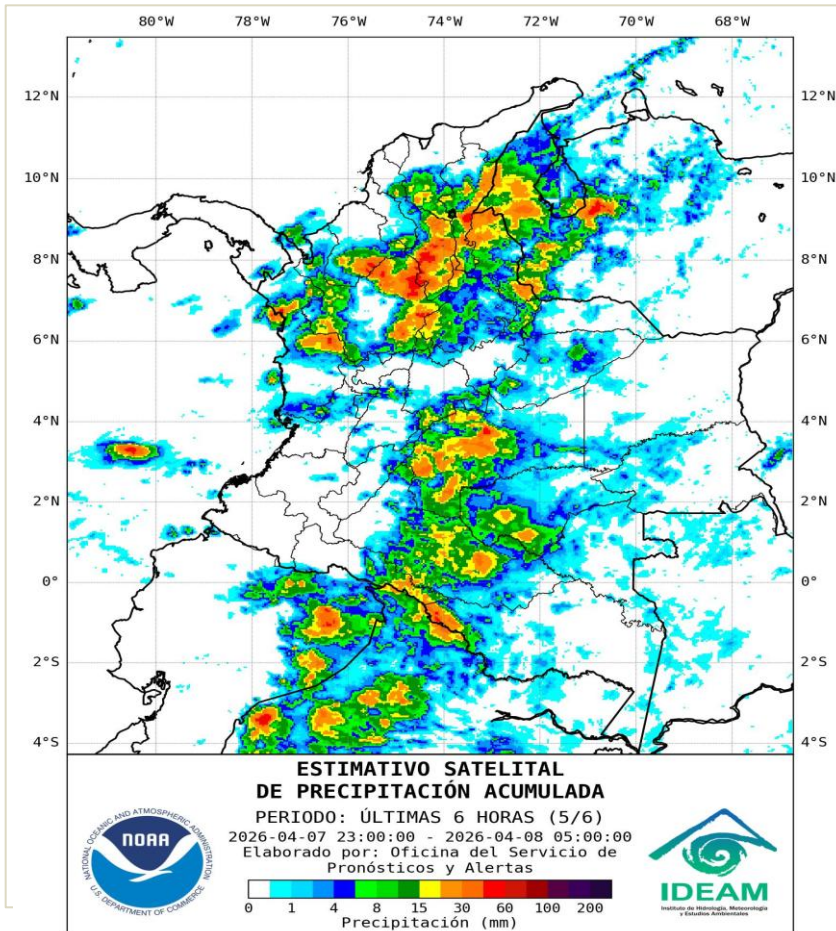 80°W 78°W 76°W 74°W 72°W 70°W 68°W
12°N 12°N
10°N 10°N
8°N 8°N
6°N 6°N
4°N 4°N
2°N 2°N
0° 0°
2°S 2°S
4°S 4°S
ESTIMATIVO SATELITAL
DE PRECIPITACIÓN ACUMULADA
PERIODO: ÚLTIMAS 6 HORAS (5/6)
2026-04-07 23:00:00 - 2026-04-08 05:00:00
Elaborado por: Oficina del Servicio de
Pronósticos y Alertas
0 1 4 8 15 30 60 100 200
Precipitación (mm)
NATIONAL OCEANIC AND ATMOSPHERIC ADMINISTRATION
NOAA
U.S. DEPARTMENT OF COMMERCE
IDEAM
Instituto de Hidrología, Meteorología
y Estudios Ambientales